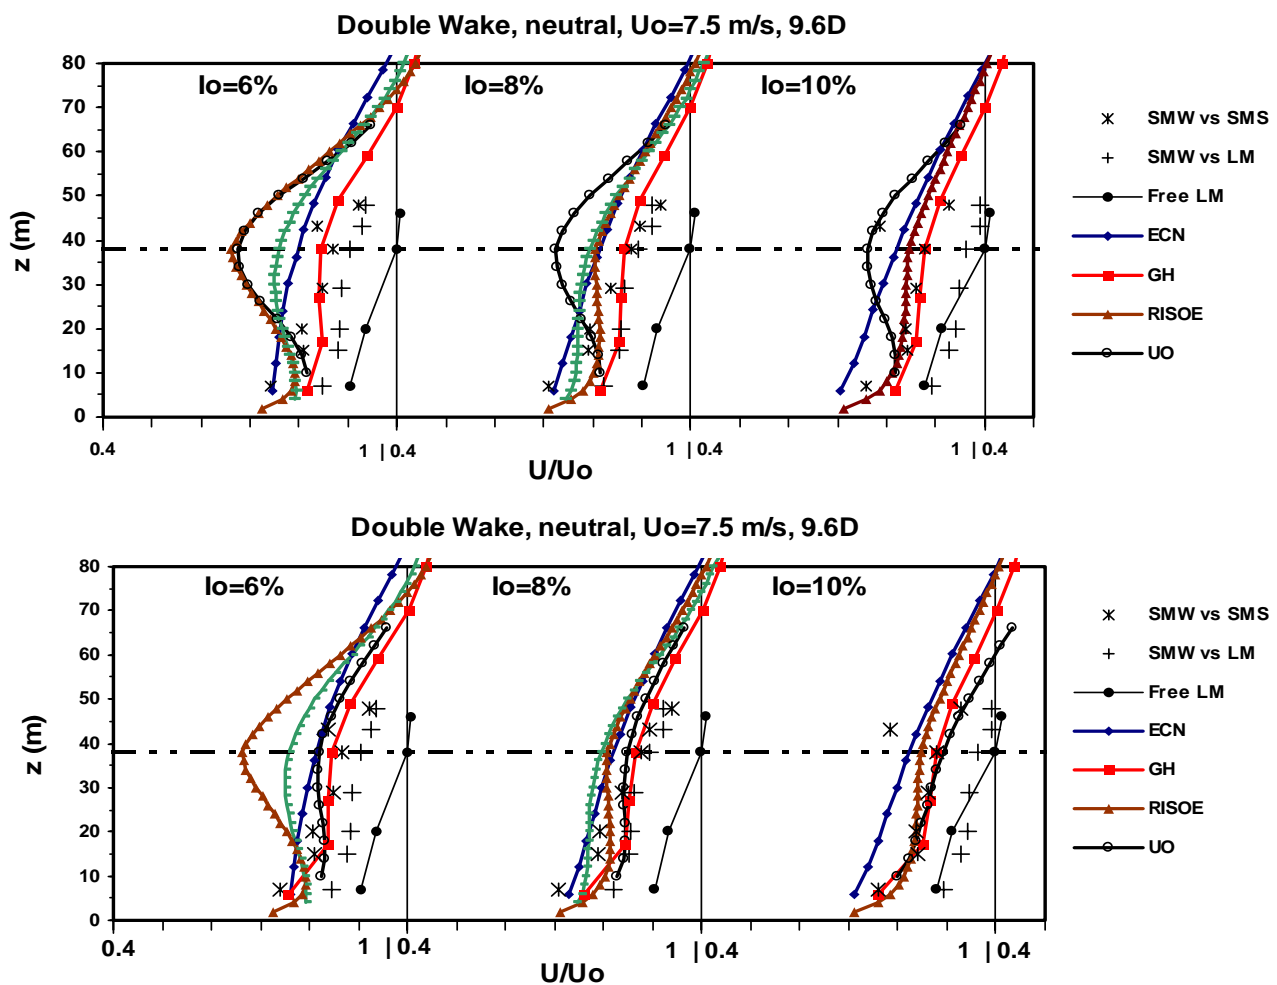 Double Wake, neutral, Uo=7.5 m/s, 9.6D
Io=6%
Io=8%
Io=10%
80
70
60
50
40
30
20
10
0
z (m)
0.4
1 | 0.4
1 | 0.4
1 | 0.4
U/Uo
SMW vs SMS
SMW vs LM
Free LM
ECN
GH
RISOE
UO
Double Wake, neutral, Uo=7.5 m/s, 9.6D
Io=6%
Io=8%
Io=10%
80
70
60
50
40
30
20
10
0
z (m)
0.4
1 | 0.4
1 | 0.4
1 | 0.4
U/Uo
SMW vs SMS
SMW vs LM
Free LM
ECN
GH
RISOE
UO